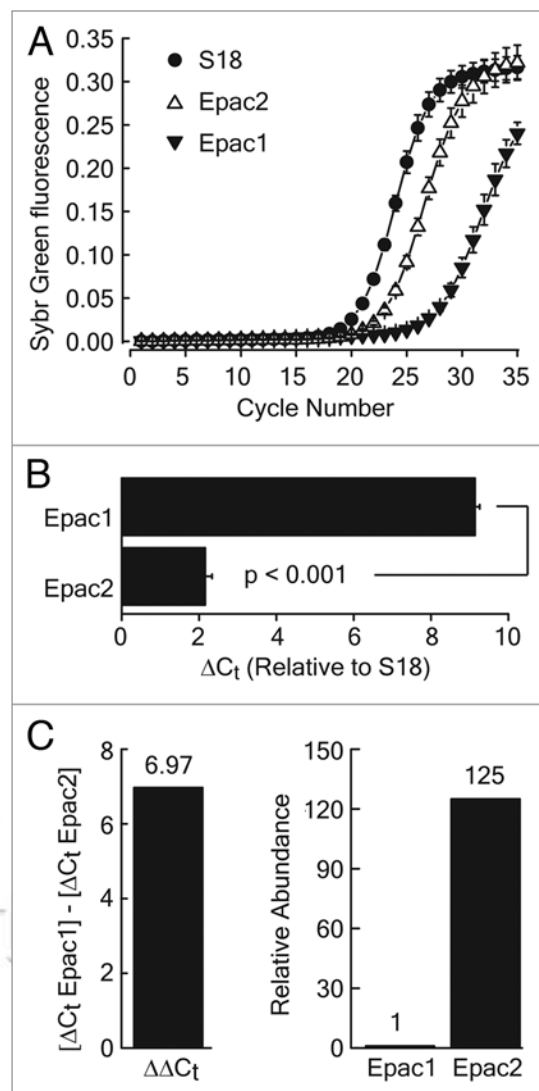 A
0.35
0.30
0.25
0.20
0.15
0.10
0.05
0.00
Sybr Green fluorescence
S18
Epac2
Epac1
0 5 10 15 20 25 30 35
Cycle Number
B
Epac1
Epac2
p < 0.001
0 2 4 6 8 10
ΔCt (Relative to S18)
C
8
6
4
2
0
[ΔCt Epac1] - [ΔCt Epac2]
6.97
ΔΔCt
150
120
90
60
30
0
Relative Abundance
1
125
Epac1 Epac2